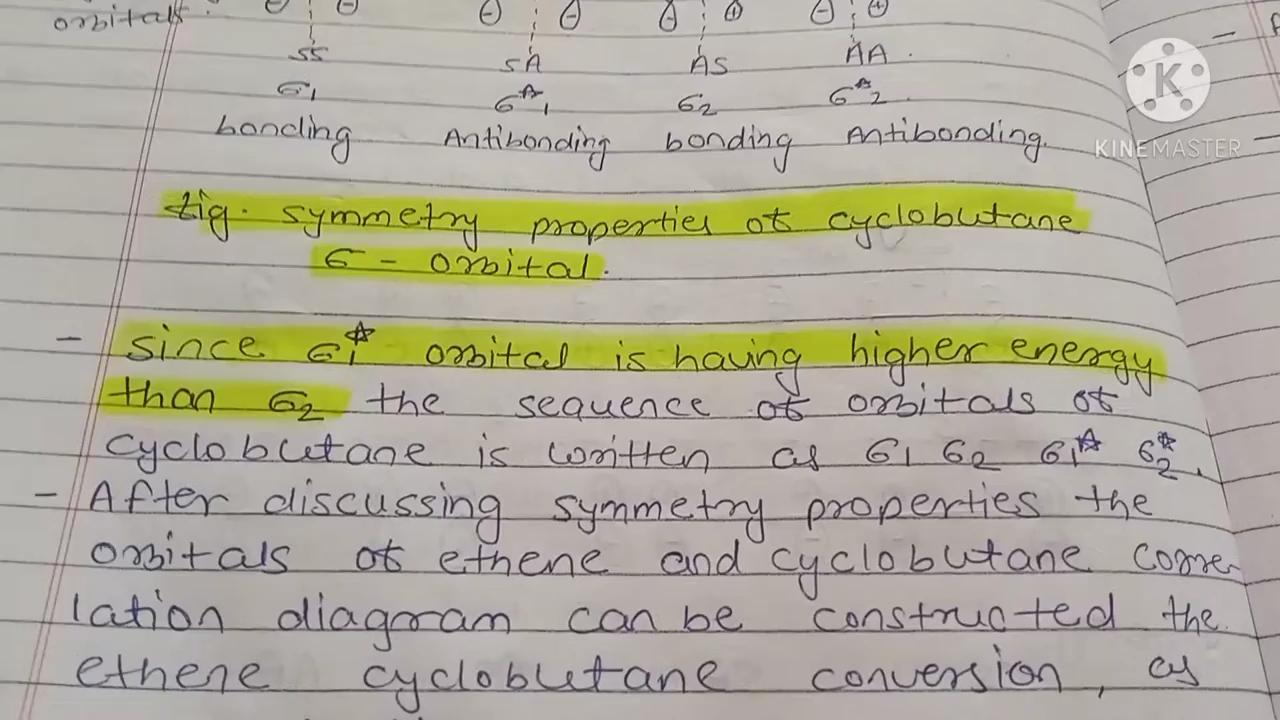 orbitals.
⊖ ⊖ ⊖ ⊖ ⊖ ⊕ ⊖ ⊕
SS SA AS AA.
σ1 σ*1 σ2 σ*2.
bonding Antibonding bonding Antibonding.
K
KINEMASTER
fig. symmetry properties of cyclobutane
σ - orbital.
- since σ1* orbital is having higher energy
than σ2 the sequence of orbitals of
cyclobutane is written as σ1 σ2 σ1* σ2*.
- After discussing symmetry properties the
orbitals of ethene and cyclobutane corre-
lation diagram can be constructed the
ethene cyclobutane conversion, as